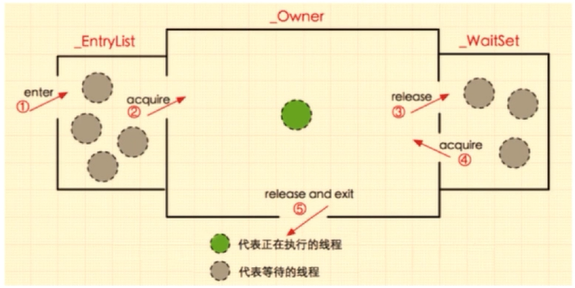 _Owner
_EntryList
_WaitSet
enter
①
acquire
②
release
③
acquire
④
release and exit
⑤
代表正在执行的线程
代表等待的线程